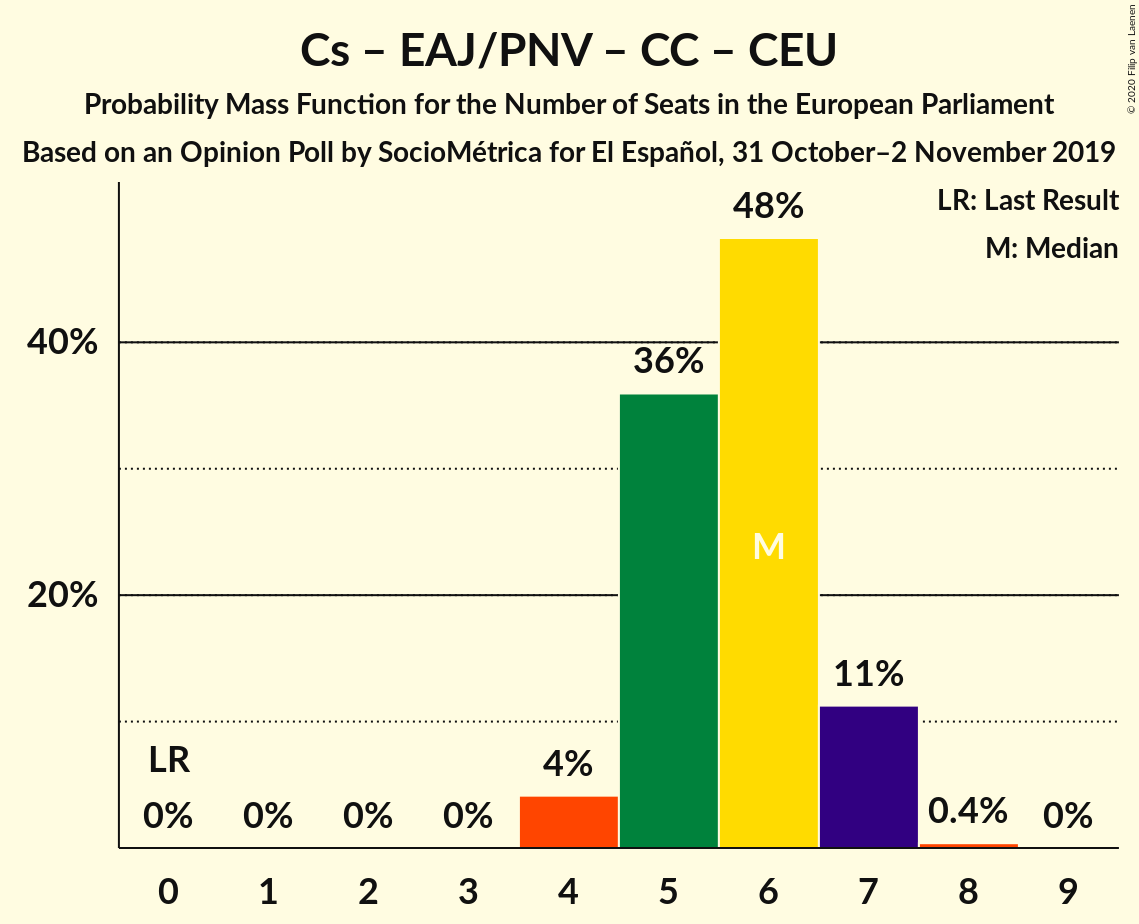 Cs – EAJ/PNV – CC – CEU
Probability Mass Function for the Number of Seats in the European Parliament
Based on an Opinion Poll by SocioMétrica for El Español, 31 October–2 November 2019
© 2020 Filip van Laenen
LR: Last Result
M: Median
48%
40%
36%
M
20%
11%
LR
4%
0% 0% 0% 0% 0.4% 0%
0 1 2 3 4 5 6 7 8 9